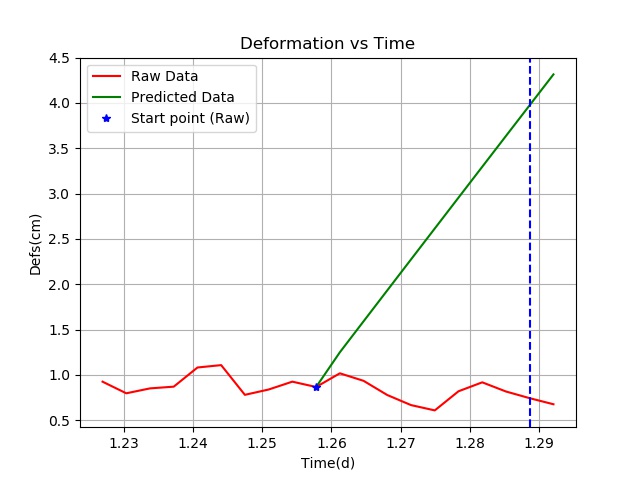 Deformation vs Time
Raw Data
Predicted Data
Start point (Raw)
4.5
4.0
3.5
3.0
2.5
2.0
1.5
1.0
0.5
Defs(cm)
1.23 1.24 1.25 1.26 1.27 1.28 1.29
Time(d)